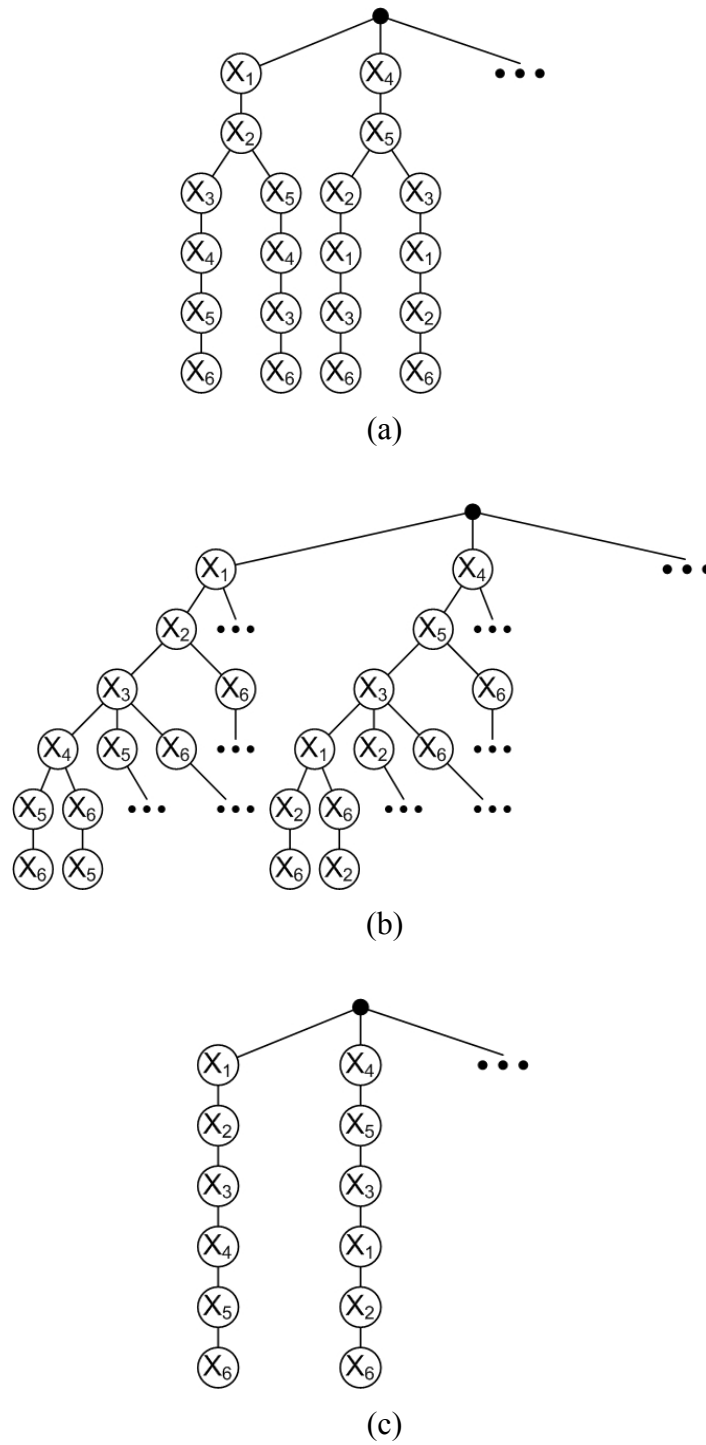 X₁ X₄ •••
X₂ X₅
X₃ X₅ X₂ X₃
X₄ X₄ X₁ X₁
X₅ X₃ X₃ X₂
X₆ X₆ X₆ X₆
(a)
X₁ X₄ •••
X₂ ••• X₅ •••
X₃ X₆ X₃ X₆
X₄ X₅ X₆ ••• X₁ X₂ X₆ •••
X₅ X₆ ••• ••• X₂ X₆ ••• •••
X₆ X₅ X₆ X₂
(b)
X₁ X₄ •••
X₂ X₅
X₃ X₃
X₄ X₁
X₅ X₂
X₆ X₆
(c)